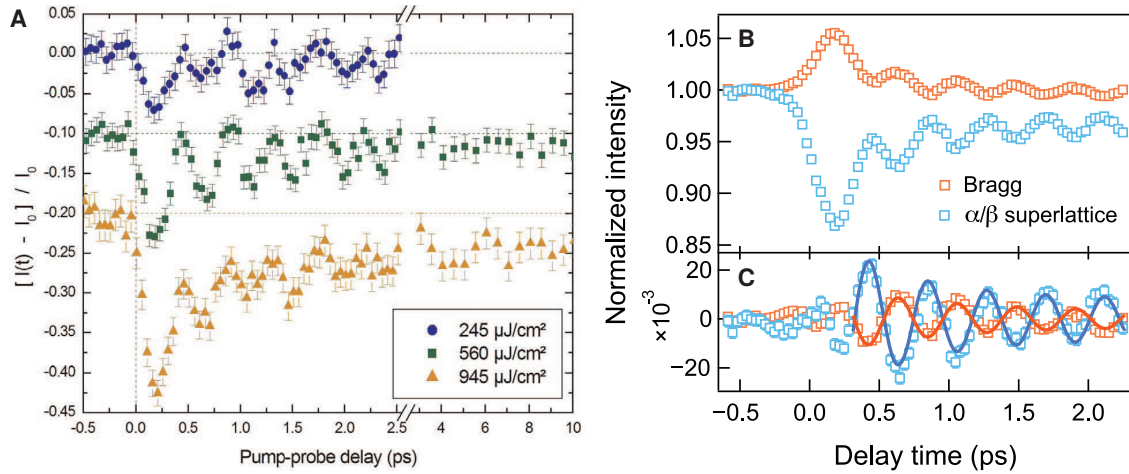 A
0.05
0.00
-0.05
-0.10
-0.15
-0.20
-0.25
-0.30
-0.35
-0.40
-0.45
[ I(t) - I₀ ] / I₀
245 µJ/cm²
560 µJ/cm²
945 µJ/cm²
-0.5 0.0 0.5 1.0 1.5 2.0 2.5 4 6 8 10
Pump-probe delay (ps)
B
1.05
1.00
0.95
0.90
0.85
Normalized intensity
Bragg
α/β superlattice
C
20
0
−20
×10⁻³
−0.5 0.0 0.5 1.0 1.5 2.0
Delay time (ps)